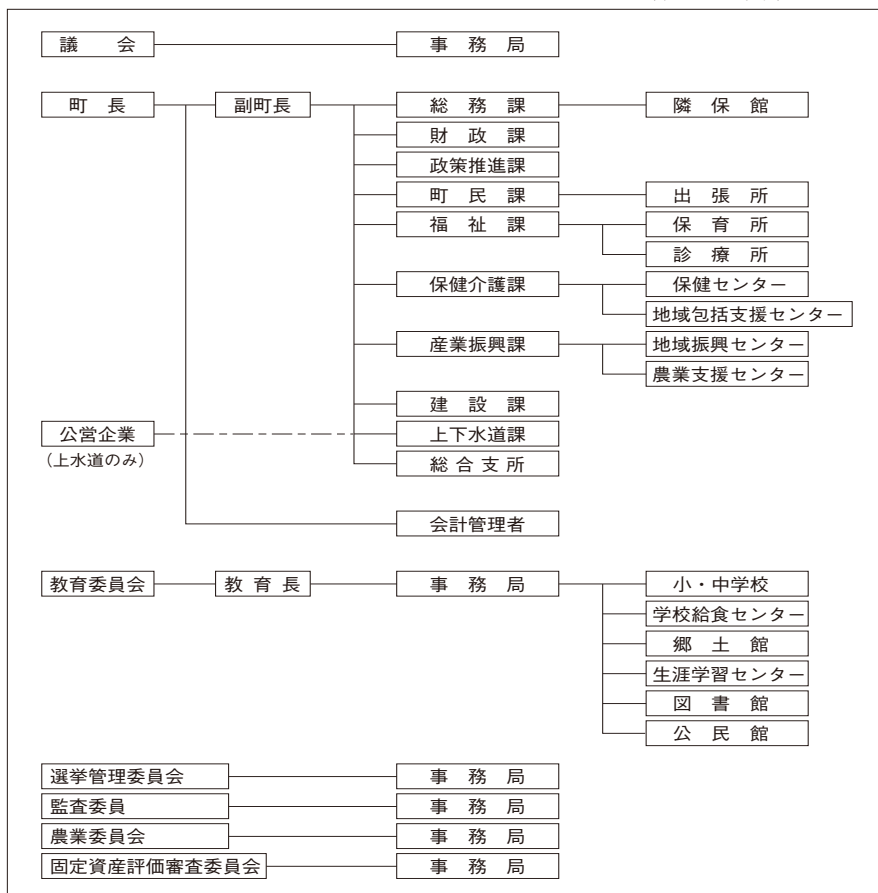 議会 事務局
町長 副町長 総務課 隣保館
財政課
政策推進課
町民課 出張所
福祉課 保育所
診療所
保健介護課 保健センター
地域包括支援センター
産業振興課 地域振興センター
農業支援センター
建設課
公営企業 上下水道課
（上水道のみ） 総合支所
会計管理者
教育委員会 教育長 事務局 小・中学校
学校給食センター
郷土館
生涯学習センター
図書館
公民館
選挙管理委員会 事務局
監査委員 事務局
農業委員会 事務局
固定資産評価審査委員会 事務局